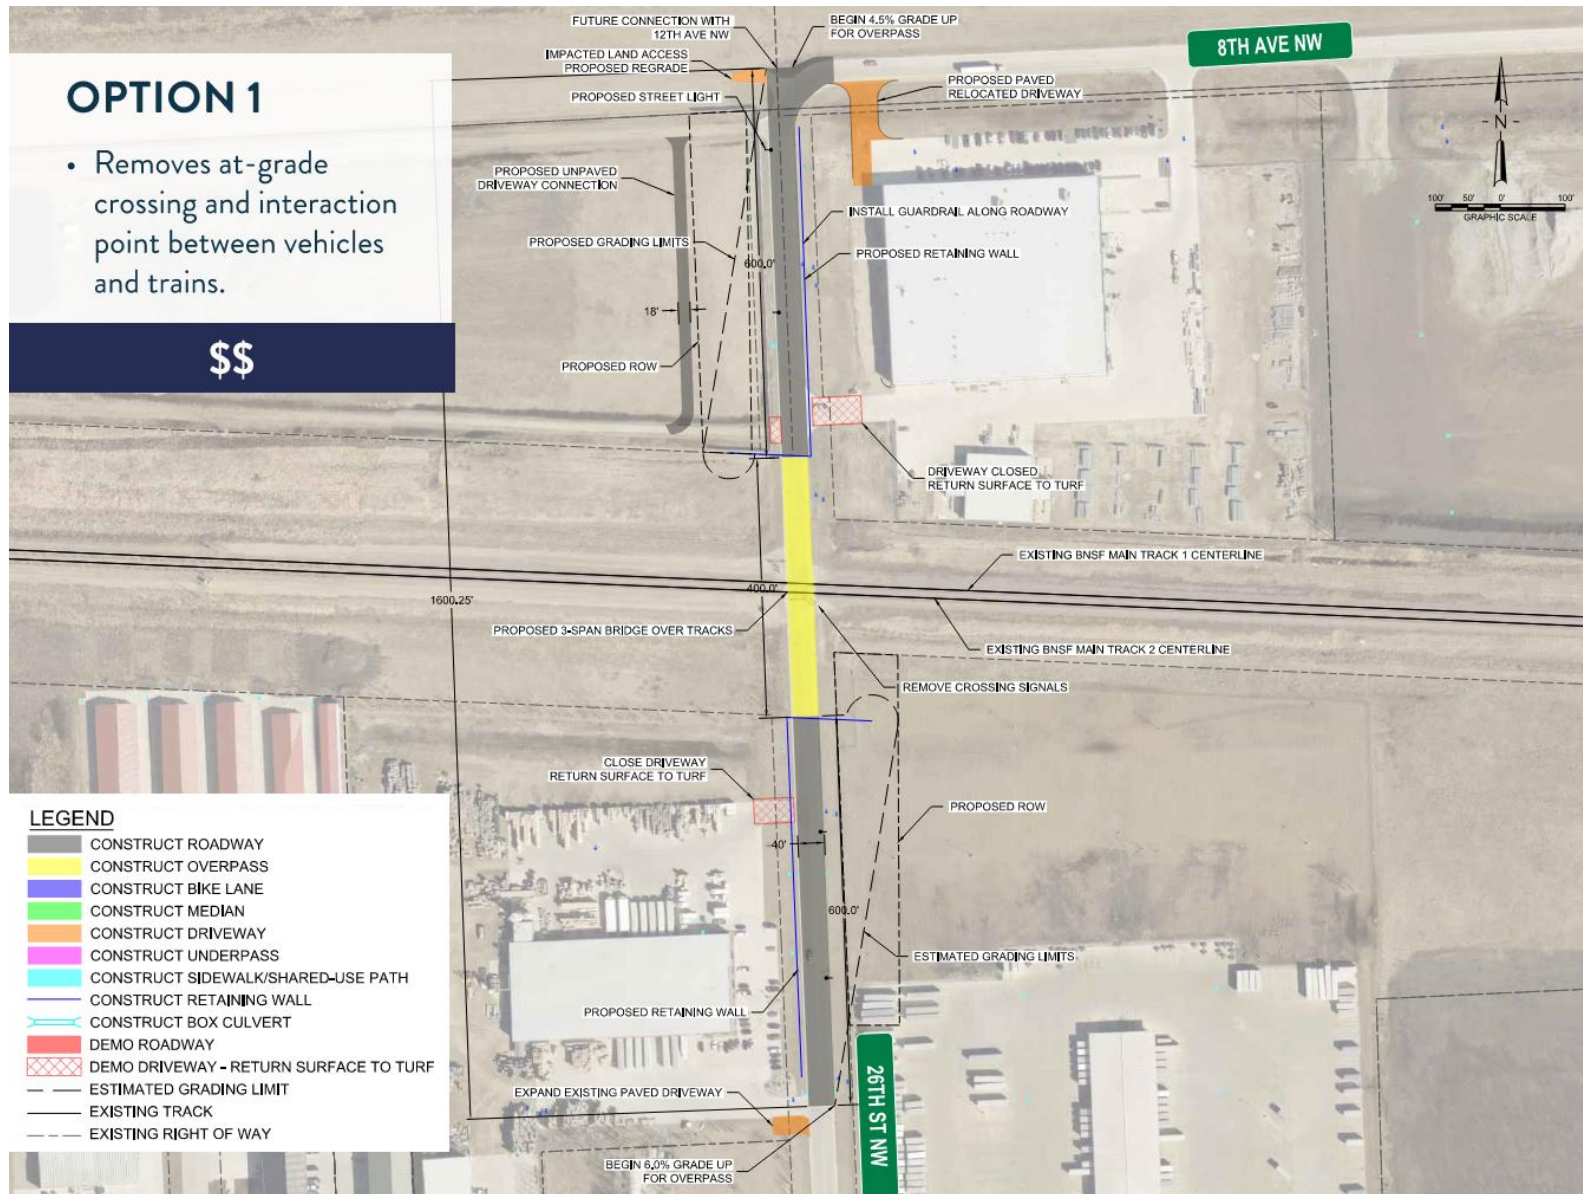 OPTION 1
• Removes at-grade
crossing and interaction
point between vehicles
and trains.
$$
FUTURE CONNECTION WITH
12TH AVE NW
BEGIN 4.5% GRADE UP
FOR OVERPASS
8TH AVE NW
IMPACTED LAND ACCESS
PROPOSED REGRADE
PROPOSED STREET LIGHT
PROPOSED PAVED
RELOCATED DRIVEWAY
N
100' 50' 0' 100'
GRAPHIC SCALE
PROPOSED UNPAVED
DRIVEWAY CONNECTION
INSTALL GUARDRAIL ALONG ROADWAY
PROPOSED GRADING LIMITS
PROPOSED RETAINING WALL
600.0'
18'
PROPOSED ROW
DRIVEWAY CLOSED
RETURN SURFACE TO TURF
EXISTING BNSF MAIN TRACK 1 CENTERLINE
400.0'
1600.25'
PROPOSED 3-SPAN BRIDGE OVER TRACKS
EXISTING BNSF MAIN TRACK 2 CENTERLINE
REMOVE CROSSING SIGNALS
CLOSE DRIVEWAY
RETURN SURFACE TO TURF
PROPOSED ROW
40'
600.0'
ESTIMATED GRADING LIMITS
PROPOSED RETAINING WALL
26TH ST NW
EXPAND EXISTING PAVED DRIVEWAY
BEGIN 6.0% GRADE UP
FOR OVERPASS
LEGEND
CONSTRUCT ROADWAY
CONSTRUCT OVERPASS
CONSTRUCT BIKE LANE
CONSTRUCT MEDIAN
CONSTRUCT DRIVEWAY
CONSTRUCT UNDERPASS
CONSTRUCT SIDEWALK/SHARED-USE PATH
CONSTRUCT RETAINING WALL
CONSTRUCT BOX CULVERT
DEMO ROADWAY
DEMO DRIVEWAY - RETURN SURFACE TO TURF
ESTIMATED GRADING LIMIT
EXISTING TRACK
EXISTING RIGHT OF WAY